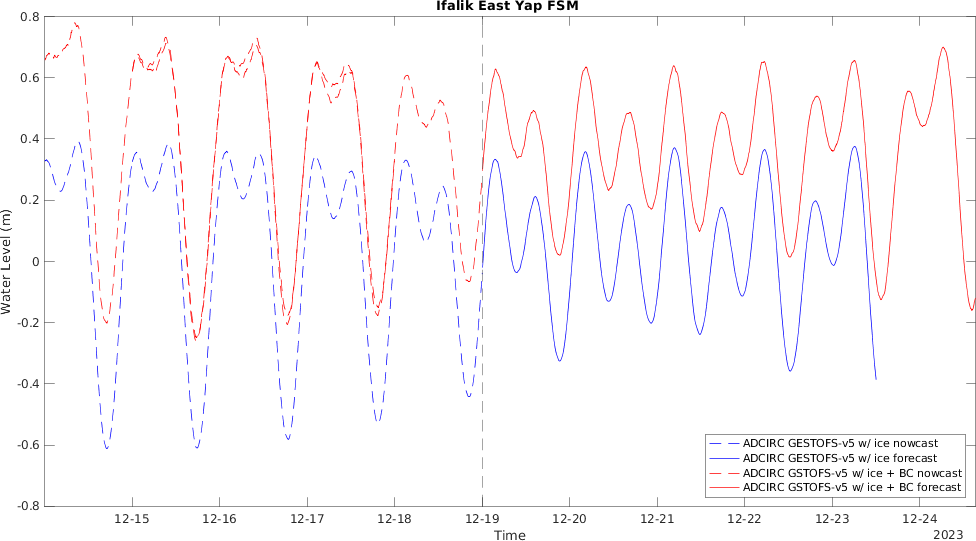 Ifalik East Yap FSM
Water Level (m)
0.8
0.6
0.4
0.2
0
-0.2
-0.4
-0.6
-0.8
ADCIRC GESTOFS-v5 w/ ice nowcast
ADCIRC GESTOFS-v5 w/ ice forecast
ADCIRC GSTOFS-v5 w/ ice + BC nowcast
ADCIRC GSTOFS-v5 w/ ice + BC forecast
12-15 12-16 12-17 12-18 12-19 12-20 12-21 12-22 12-23 12-24
Time
2023